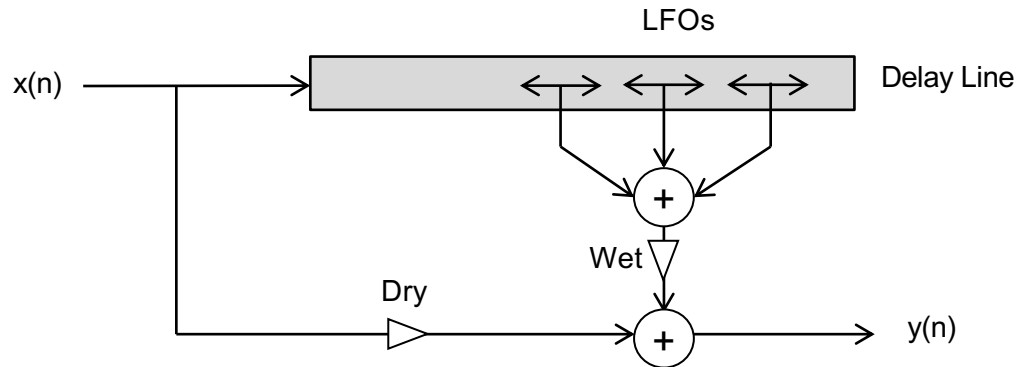 LFOs
x(n)
Delay Line
+
Wet
Dry
+
y(n)